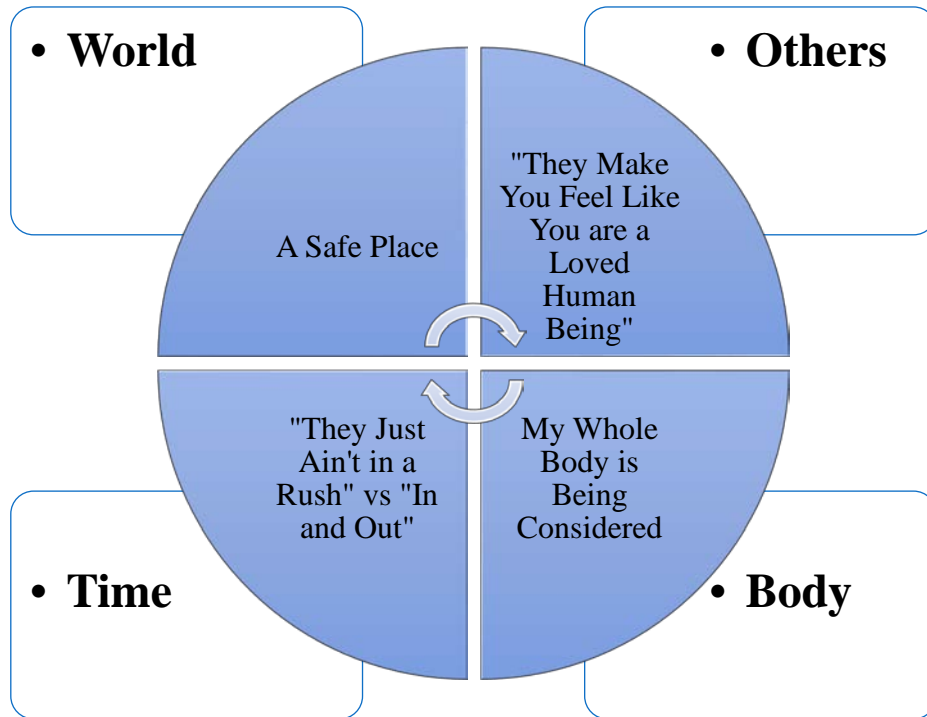 • World
• Others
A Safe Place
"They Make
You Feel Like
You are a
Loved
Human
Being"
"They Just
Ain't in a
Rush" vs "In
and Out"
My Whole
Body is
Being
Considered
• Time
• Body